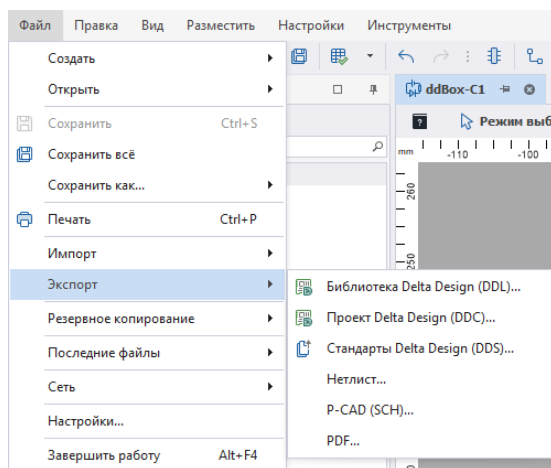 Файл Правка Вид Разместить Настройки Инструменты
Создать
Открыть
ddBox-C1
Сохранить Ctrl+S
Режим выб
Сохранить всё
mm -110 -100
Сохранить как...
260
Печать Ctrl+P
Импорт
250
Экспорт
Библиотека Delta Design (DDL)...
Резервное копирование
Проект Delta Design (DDC)...
Последние файлы
Стандарты Delta Design (DDS)...
Сеть
Нетлист...
Настройки...
P-CAD (SCH)...
Завершить работу Alt+F4
PDF...